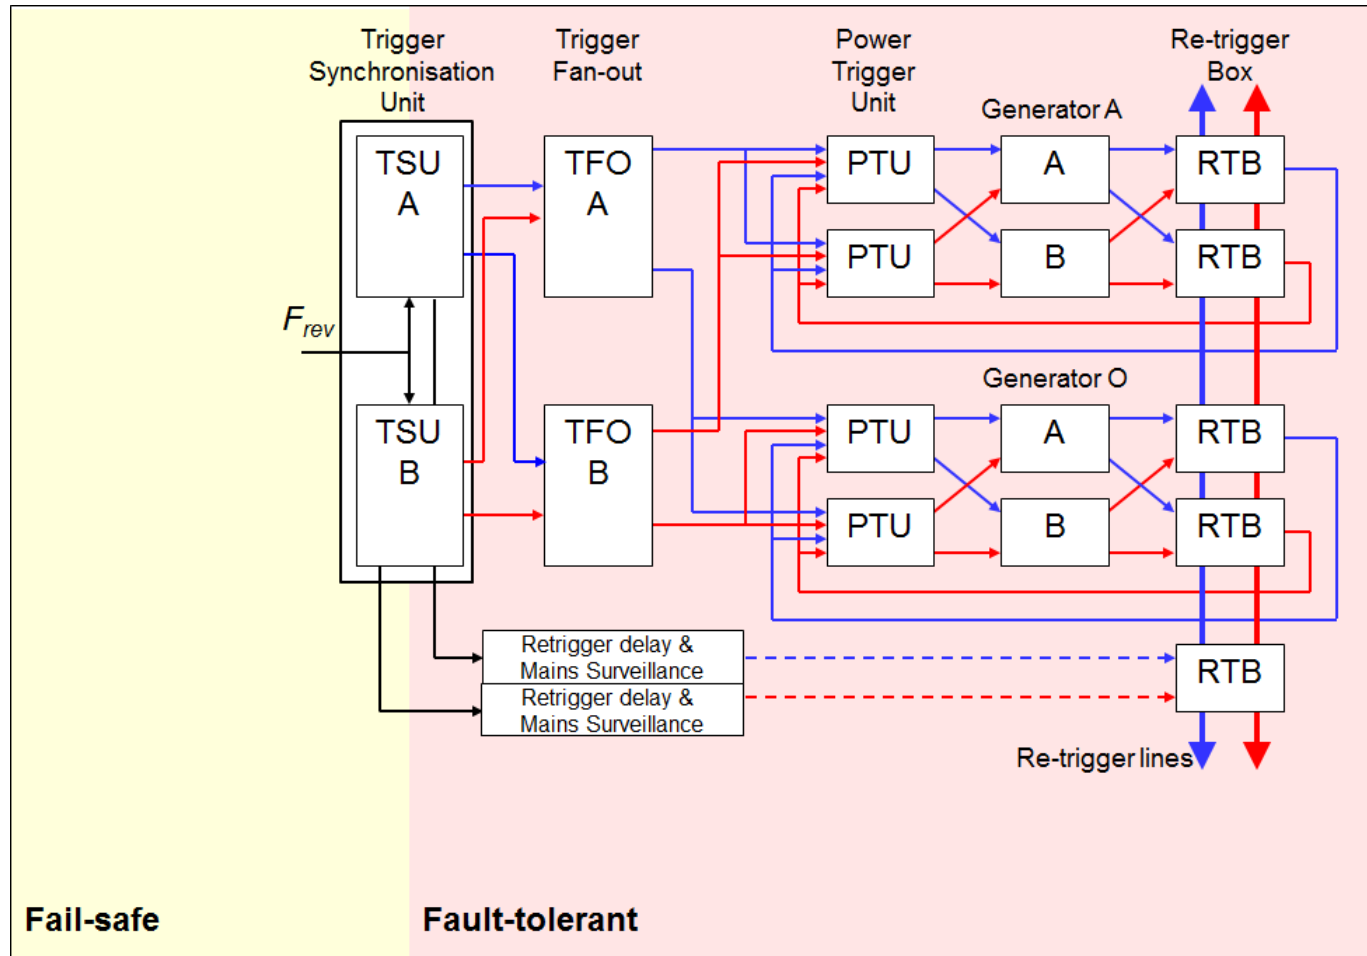 Trigger
Synchronisation
Unit
Trigger
Fan-out
Power
Trigger
Unit
Generator A
Re-trigger
Box
TSU
A
TFO
A
PTU
A
RTB
PTU
B
RTB
F rev
Generator O
TSU
B
TFO
B
PTU
A
RTB
PTU
B
RTB
Retrigger delay &
Mains Surveillance
Retrigger delay &
Mains Surveillance
RTB
Re-trigger lines
Fail-safe
Fault-tolerant